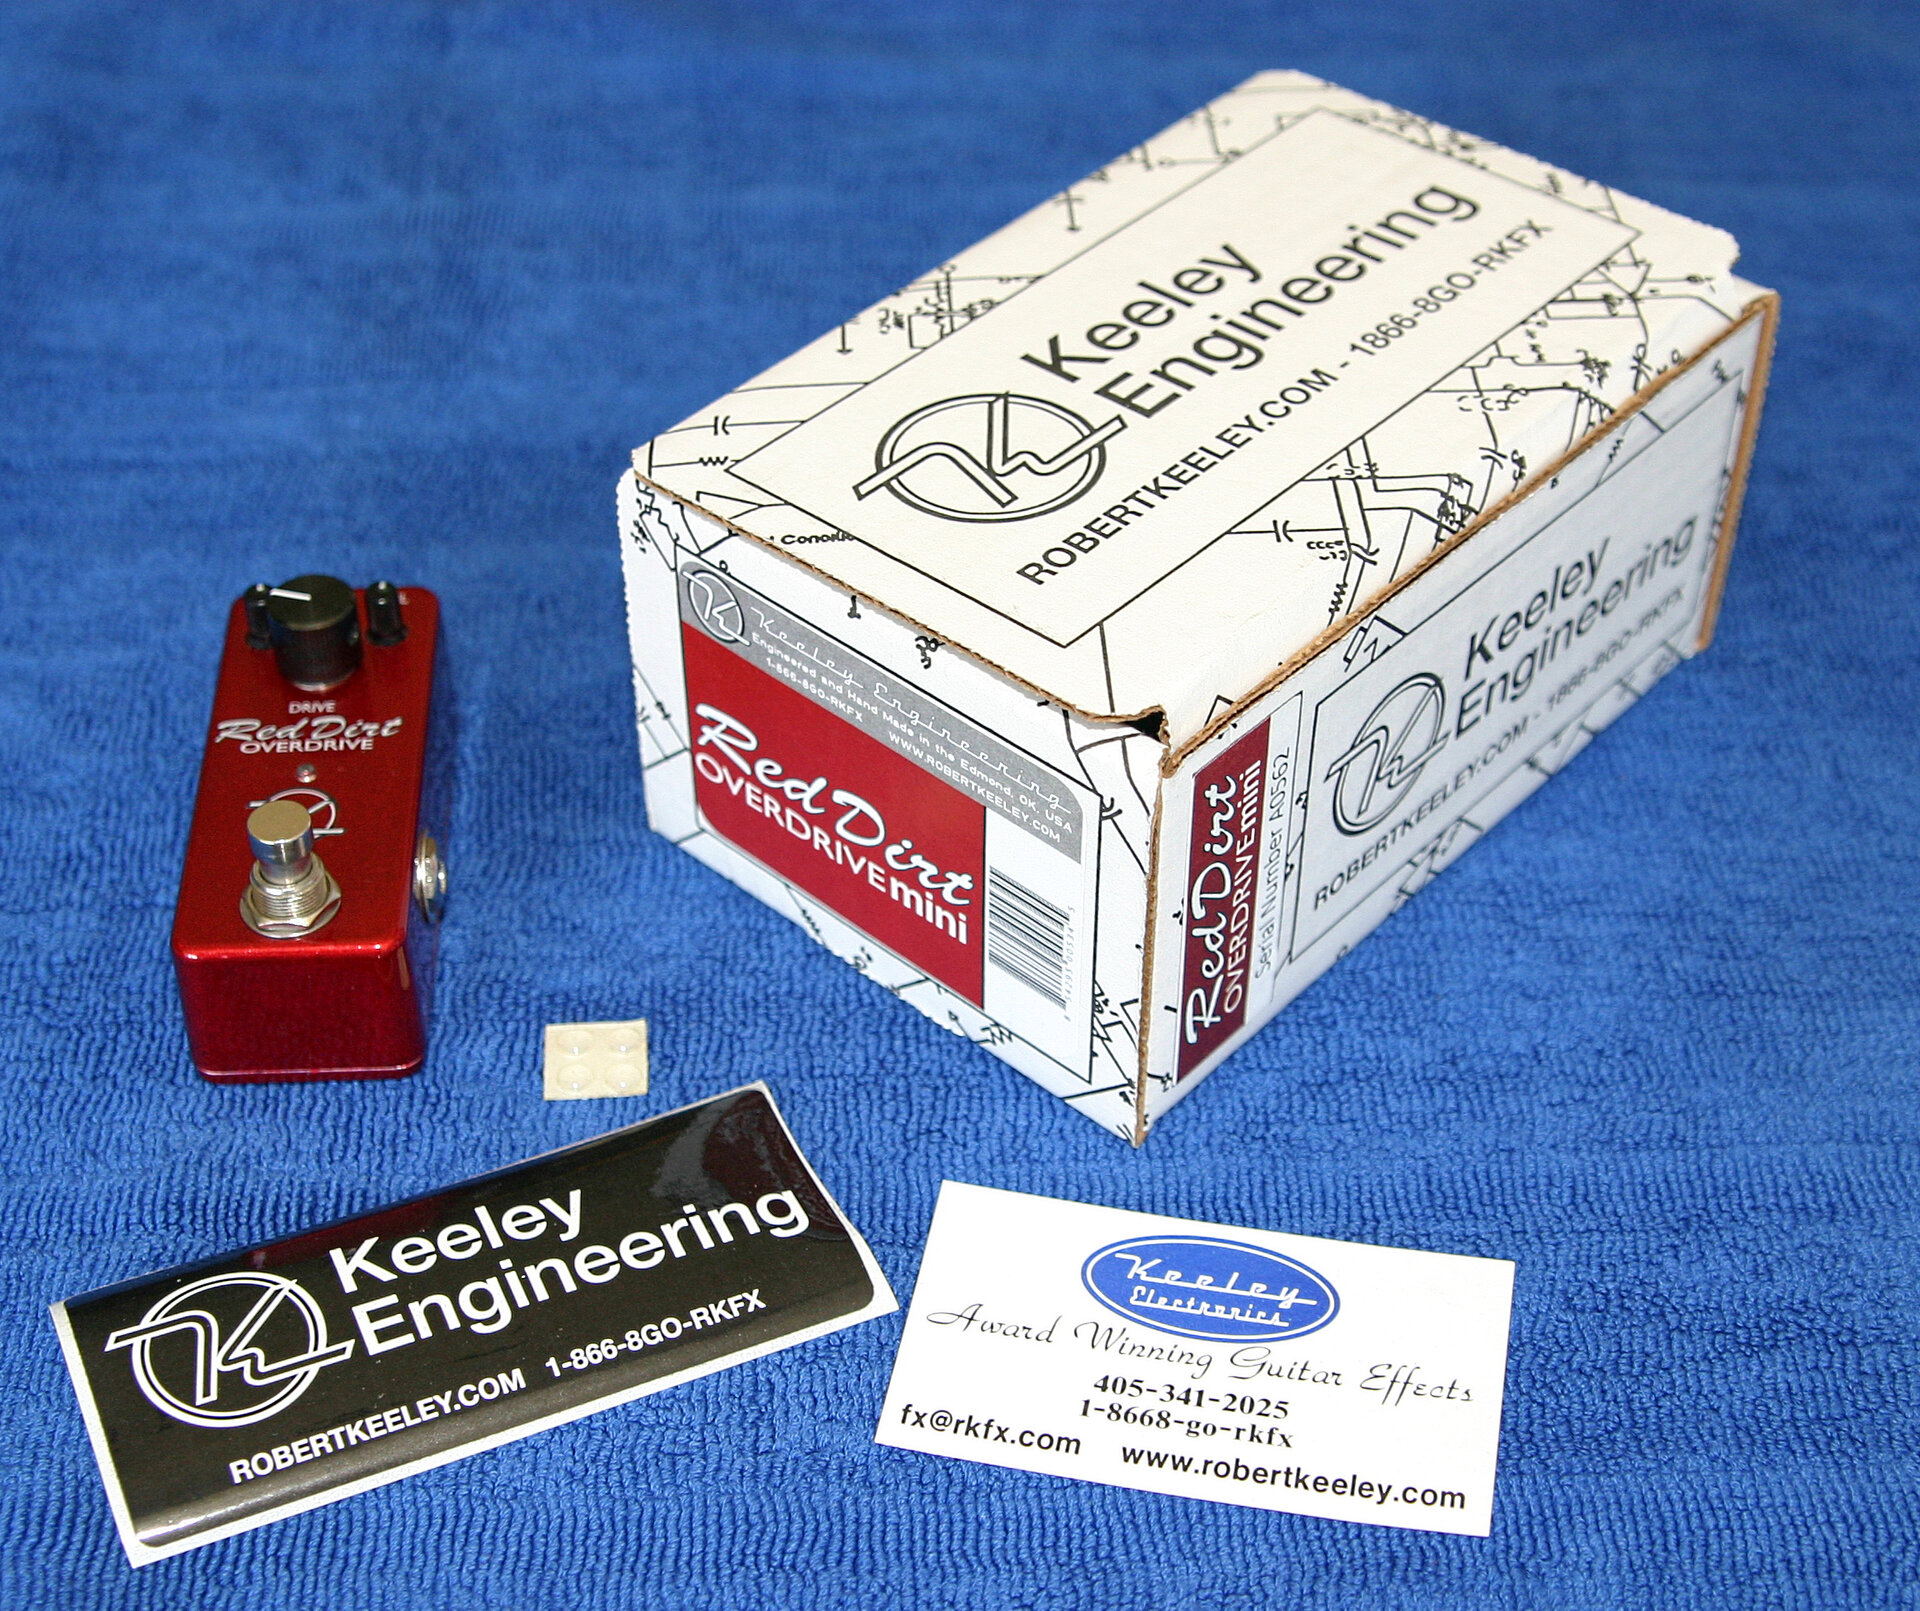 Keeley
Engineering
ROBERTKEELEY.COM - 1866-8GO-RKFX
Keeley Engineering
Engineered and Hand Made in the Edmond, OK, USA
1-866-8GO-RKFX WWW.ROBERTKEELEY.COM
Red Dirt
OVERDRIVE mini
Red Dirt
OVERDRIVE mini
Serial Number A0562
Keeley
Engineering
ROBERTKEELEY.COM - 1866-8GO-RKFX
DRIVE
Red Dirt
OVERDRIVE
Keeley
Engineering
ROBERTKEELEY.COM 1-866-8GO-RKFX
Keeley
Electronics
Award Winning Guitar Effects
405-341-2025
1-8668-go-rkfx
fx@rkfx.com www.robertkeeley.com